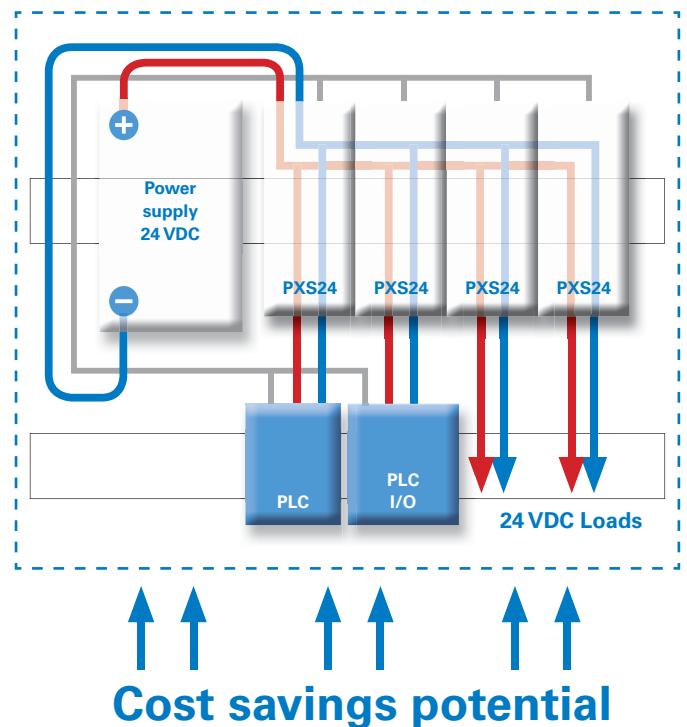 +
Power
supply
24 VDC
−
PXS24
PXS24
PXS24
PXS24
PLC
PLC
I/O
24 VDC Loads
Cost savings potential